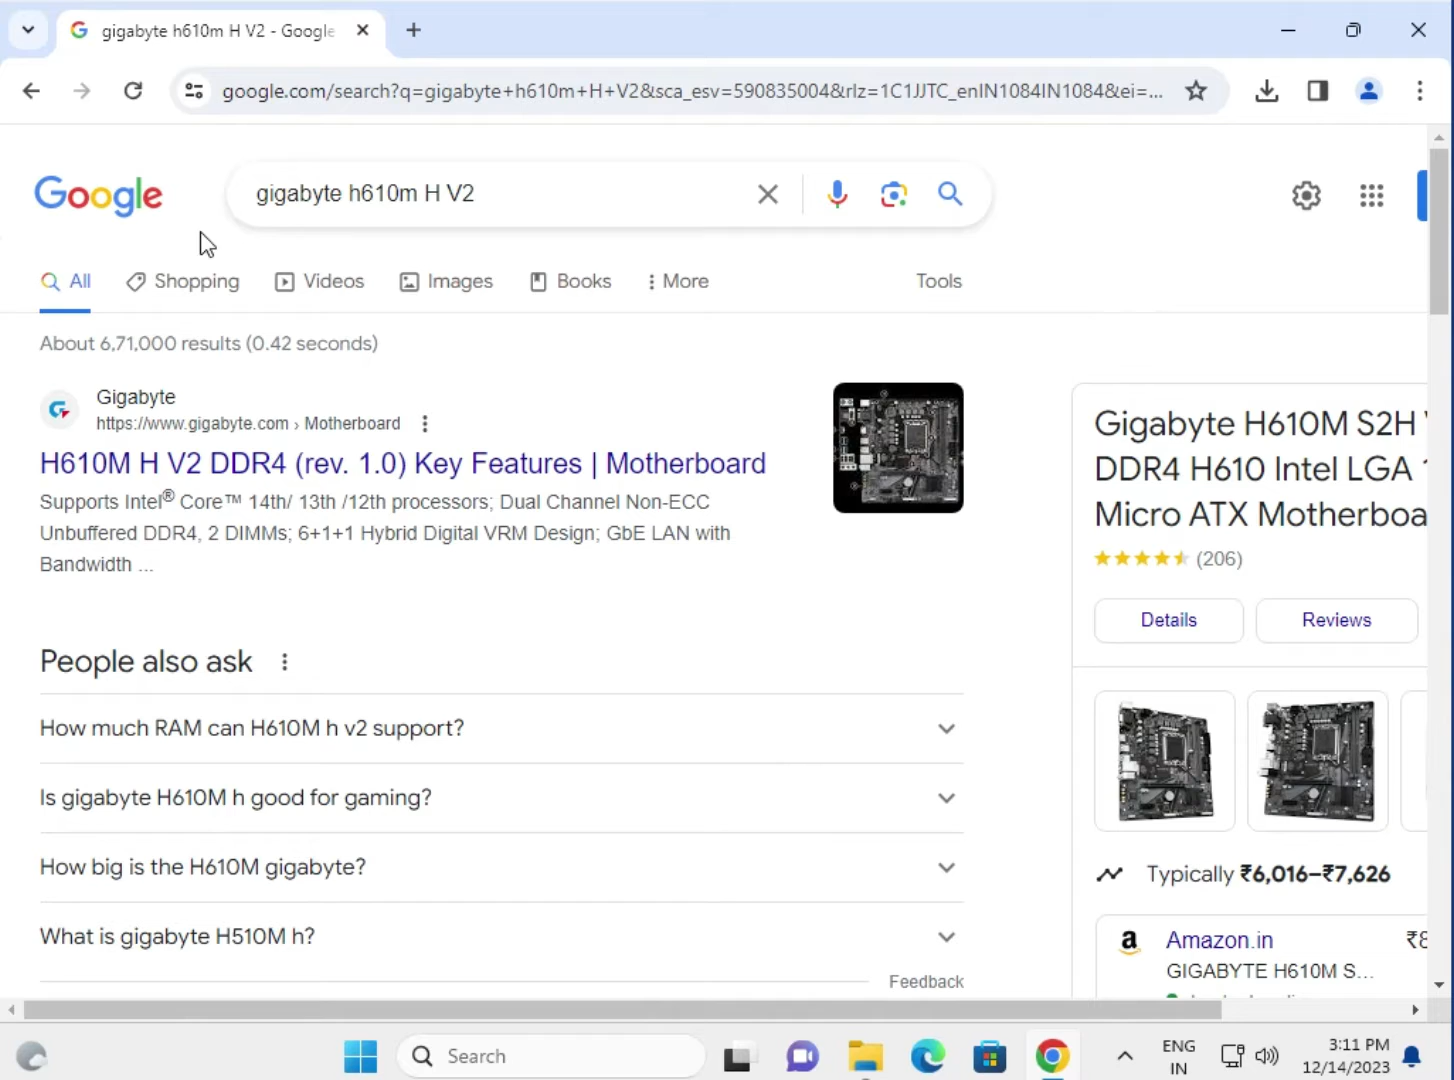 gigabyte h610m H V2 - Google
google.com/search?q=gigabyte+h610m+H+V2&sca_esv=590835004&rlz=1C1JJTC_enIN1084IN1084&ei=...
Google
gigabyte h610m H V2
All
Shopping
Videos
Images
Books
More
Tools
About 6,71,000 results (0.42 seconds)
Gigabyte
https://www.gigabyte.com › Motherboard
H610M H V2 DDR4 (rev. 1.0) Key Features | Motherboard
Supports Intel® Core™ 14th/ 13th /12th processors; Dual Channel Non-ECC
Unbuffered DDR4, 2 DIMMs; 6+1+1 Hybrid Digital VRM Design; GbE LAN with
Bandwidth ...
People also ask
How much RAM can H610M h v2 support?
Is gigabyte H610M h good for gaming?
How big is the H610M gigabyte?
What is gigabyte H510M h?
Feedback
Gigabyte H610M S2H
DDR4 H610 Intel LGA
Micro ATX Motherboa
(206)
Details
Reviews
Typically ₹6,016–₹7,626
a
Amazon.in
₹8
GIGABYTE H610M S...
Search
ENG
IN
3:11 PM
12/14/2023